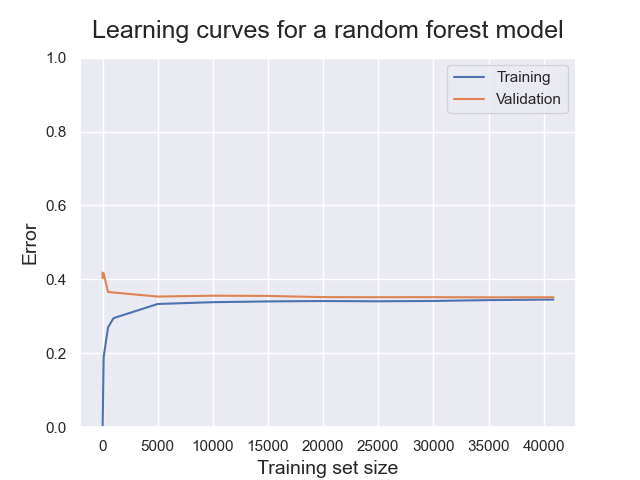 Learning curves for a random forest model
1.0
Training
Validation
0.8
0.6
Error
0.4
0.2
0.0
0 5000 10000 15000 20000 25000 30000 35000 40000
Training set size